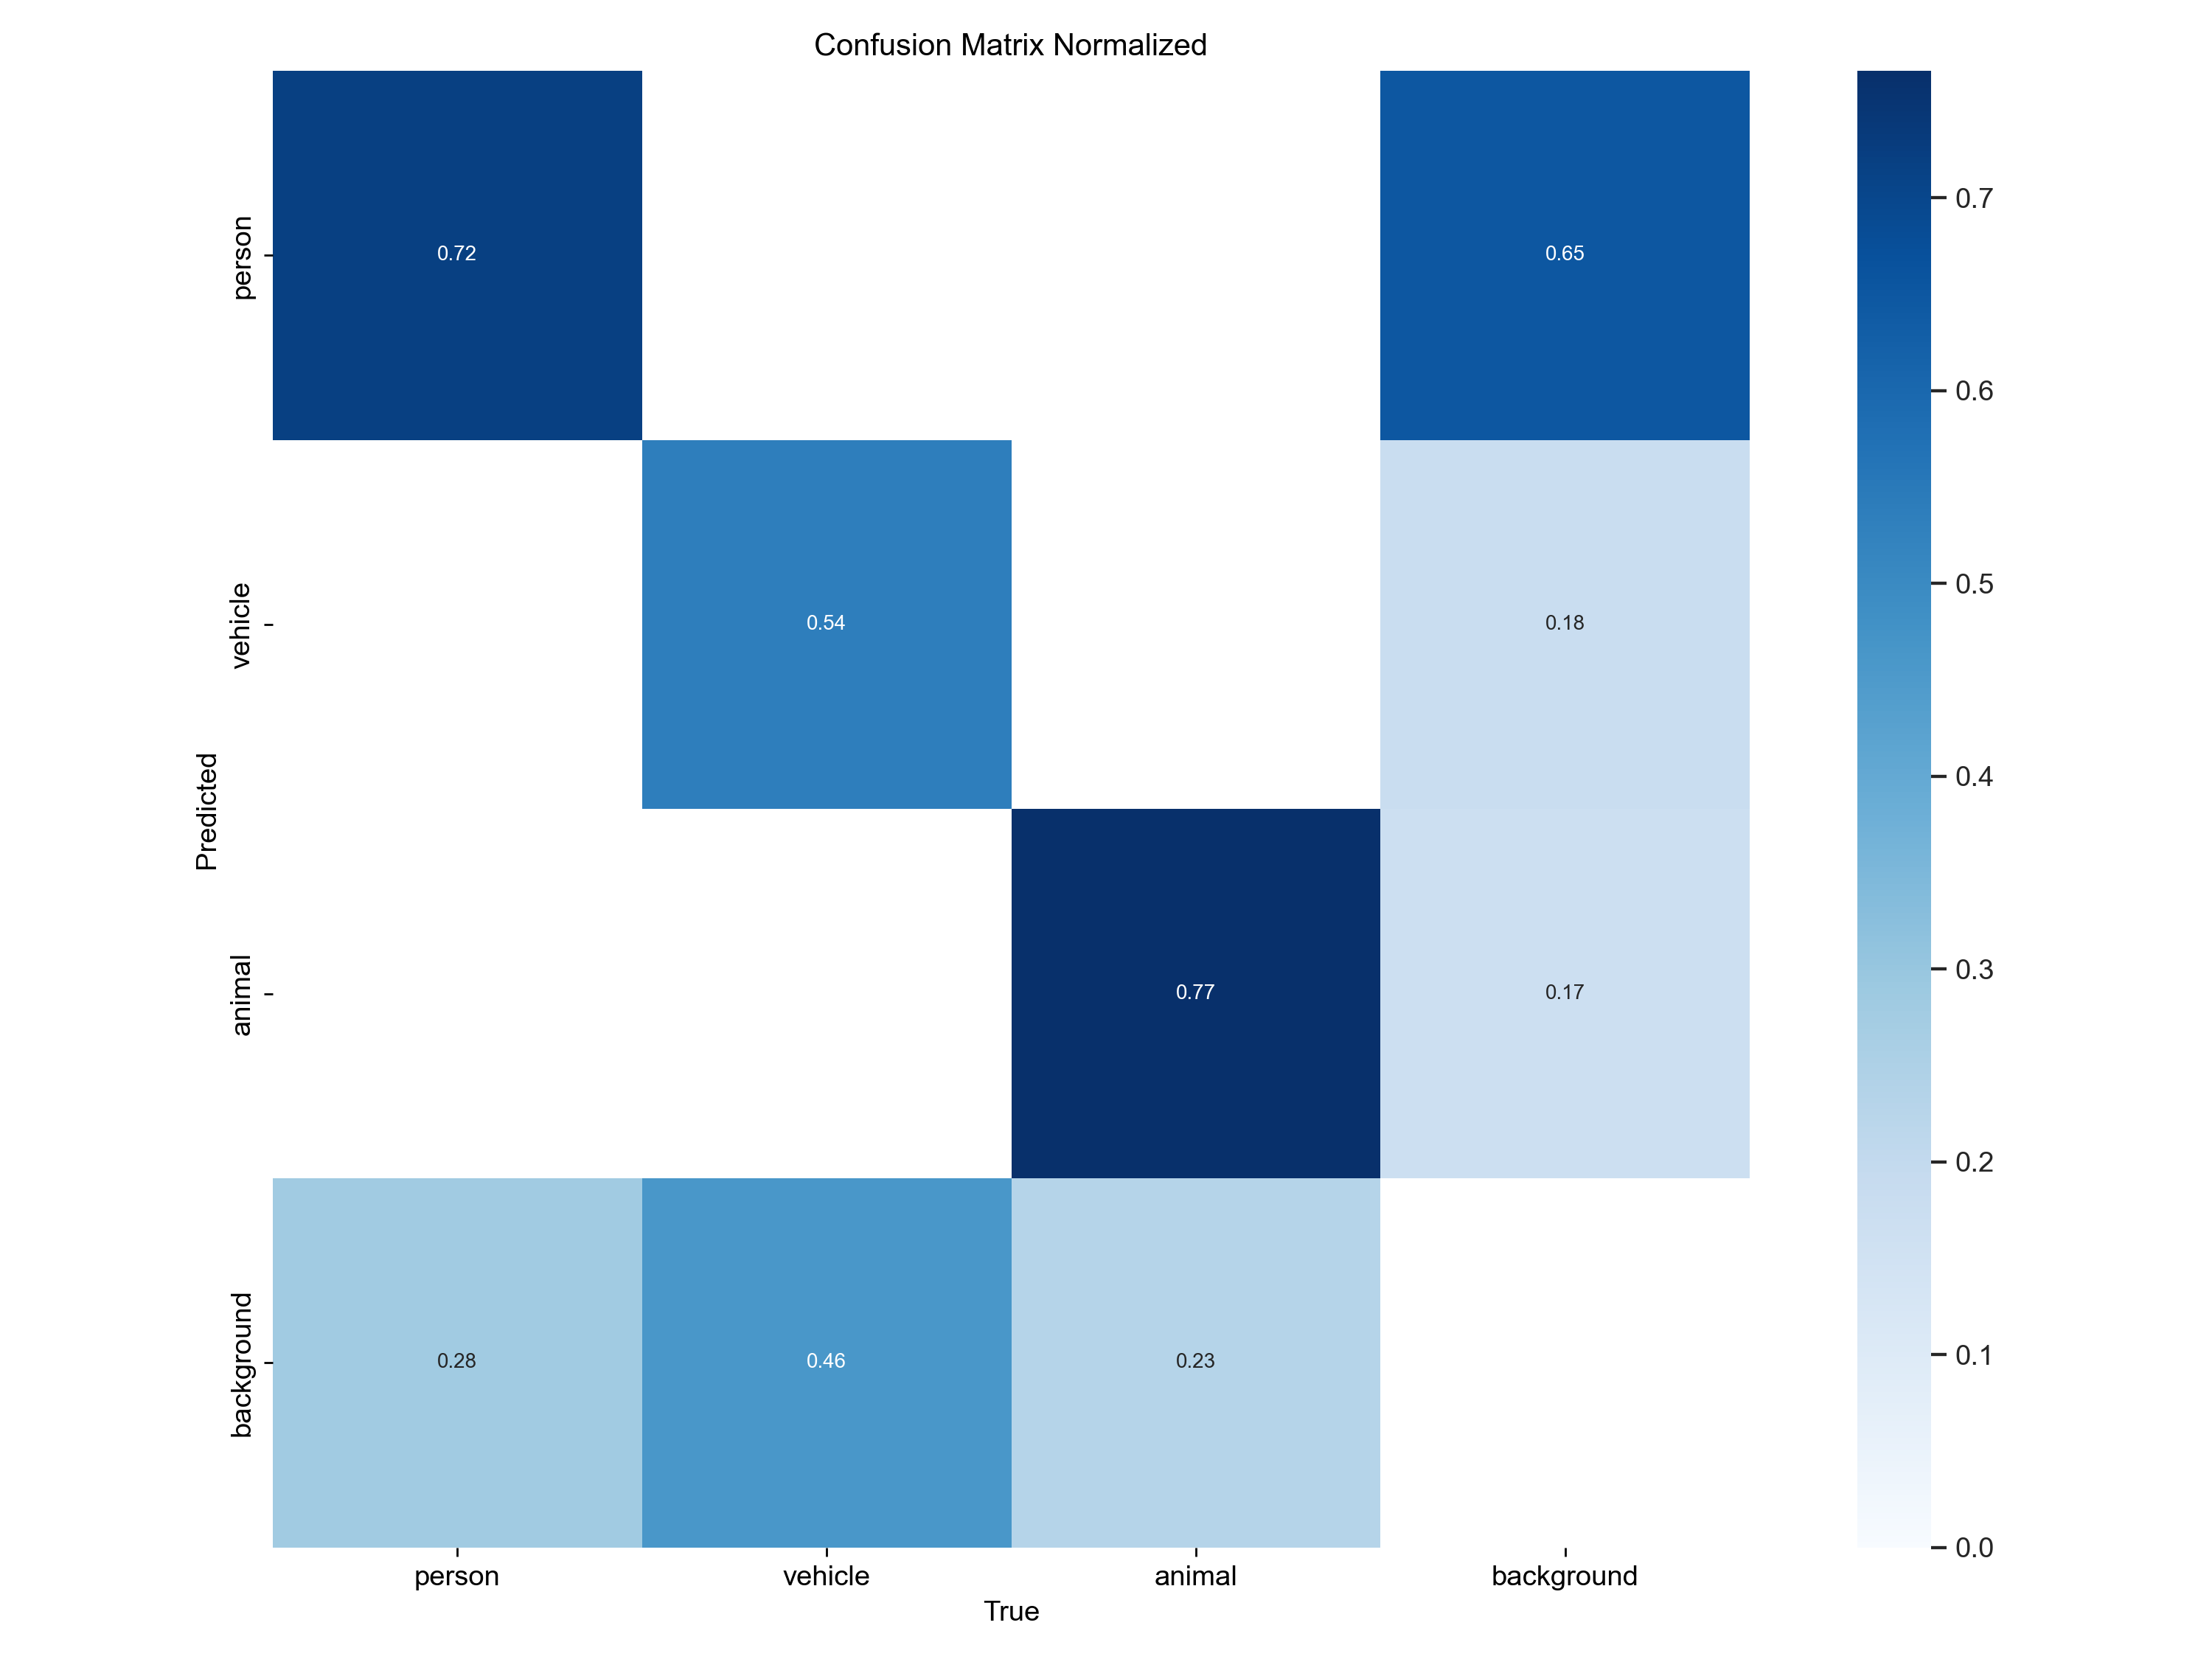 Confusion Matrix Normalized
person
0.72
0.65
vehicle
0.54
0.18
Predicted
animal
0.77
0.17
background
0.28
0.46
0.23
person
vehicle
animal
background
True
0.7
0.6
0.5
0.4
0.3
0.2
0.1
0.0